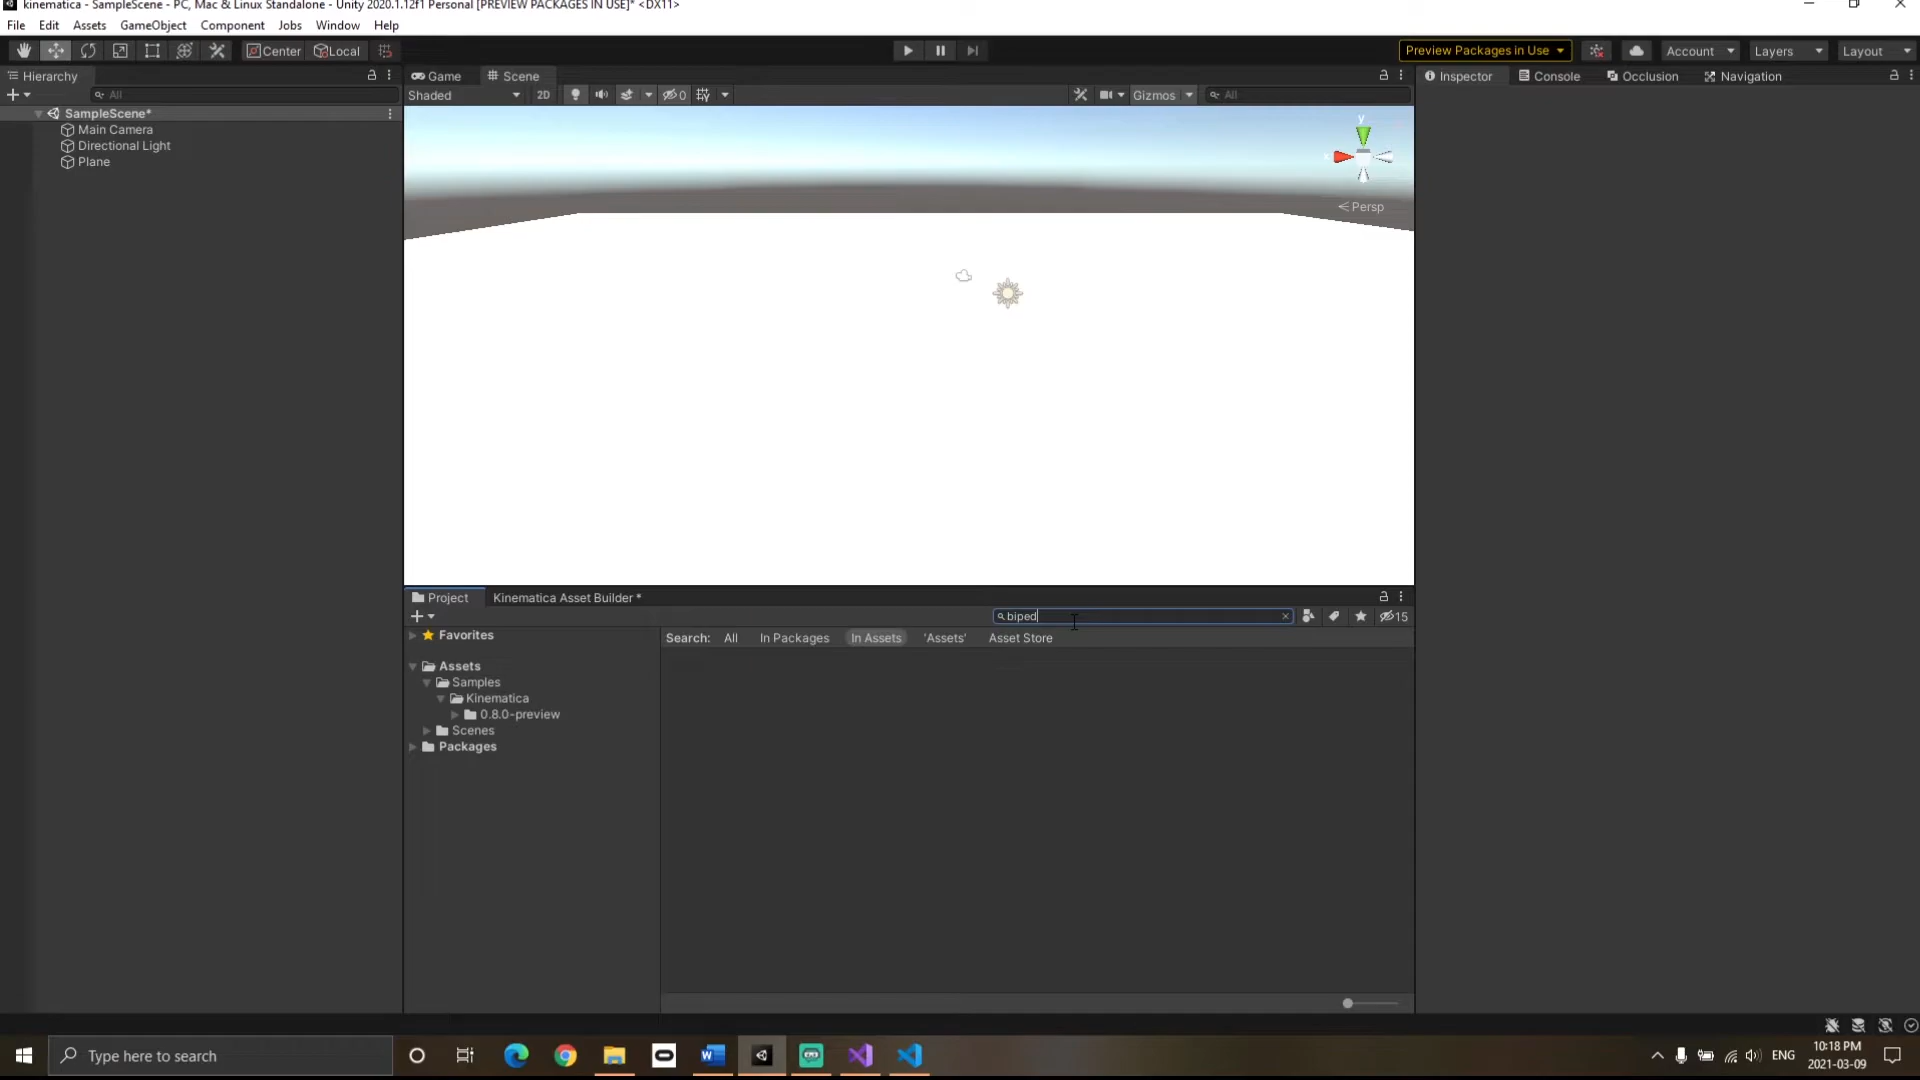 kinematica - SampleScene - PC, Mac & Linux Standalone - Unity 2020.1.12f1 Personal [PREVIEW PACKAGES IN USE]* <DX11>
File Edit Assets GameObject Component Jobs Window Help
Center Local Preview Packages in Use Account Layers Layout
Hierarchy Game Scene Inspector Console Occlusion Navigation
All Shaded 2D 0 Gizmos All
SampleScene*
Main Camera
Directional Light
Plane
y
x
Persp
Project Kinematica Asset Builder *
biped 15
Favorites Search: All In Packages In Assets 'Assets' Asset Store
Assets
Samples
Kinematica
0.8.0-preview
Scenes
Packages
Type here to search ENG 10:18 PM
2021-03-09